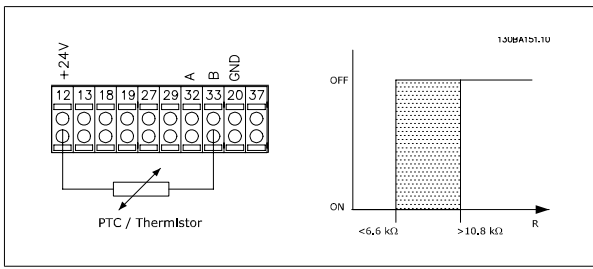 130BA151.10
+24V
A
B
GND
12 13 18 19 27 29 32 33 20 37
PTC / Thermistor
OFF
ON
<6.6 kΩ
>10.8 kΩ
R